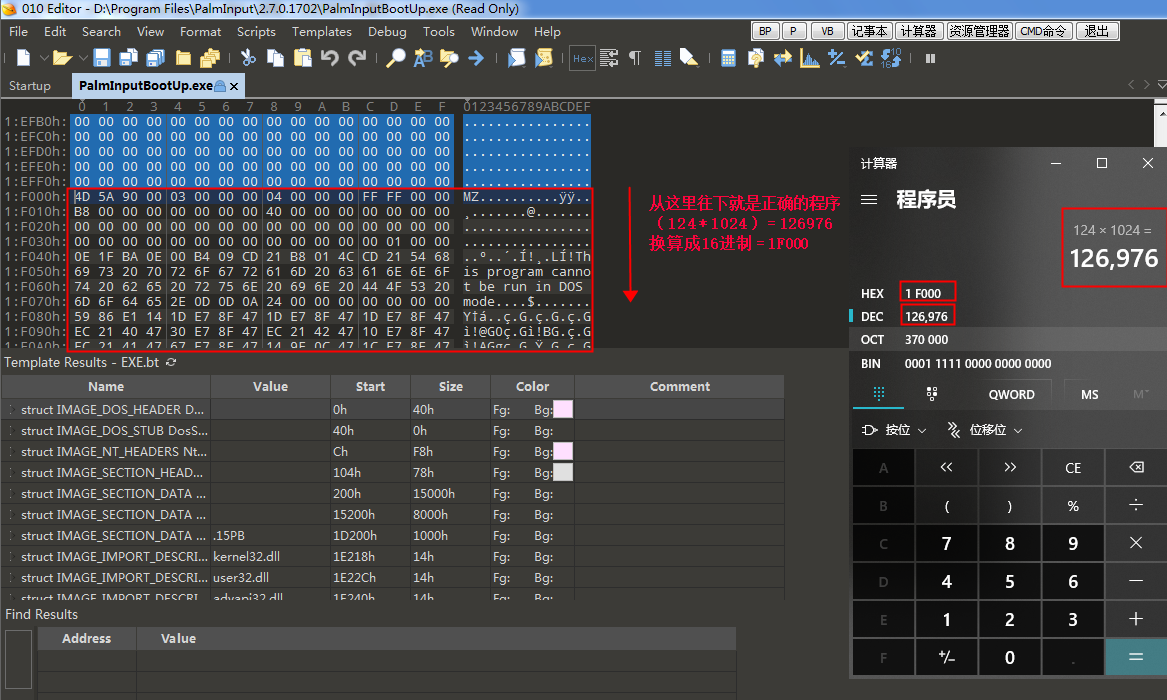 010 Editor - D:\Program Files\PalmInput\2.7.0.1702\PalmInputBootUp.exe (Read Only)
File Edit Search View Format Scripts Templates Debug Tools Window Help
BP P VB 记事本 计算器 资源管理器 CMD命令 退出
Hex
Startup PalmInputBootUp.exe
0 1 2 3 4 5 6 7 8 9 A B C D E F 0123456789ABCDEF
1:EFB0h: 00 00 00 00 00 00 00 00 00 00 00 00 00 00 00 00 ................
1:EFC0h: 00 00 00 00 00 00 00 00 00 00 00 00 00 00 00 00 ................
1:EFD0h: 00 00 00 00 00 00 00 00 00 00 00 00 00 00 00 00 ................
1:EFE0h: 00 00 00 00 00 00 00 00 00 00 00 00 00 00 00 00 ................
1:EFF0h: 00 00 00 00 00 00 00 00 00 00 00 00 00 00 00 00 ................
1:F000h: 4D 5A 90 00 03 00 00 00 04 00 00 00 FF FF 00 00 MZ..........ÿÿ..
1:F010h: B8 00 00 00 00 00 00 00 40 00 00 00 00 00 00 00 ¸.......@.......
1:F020h: 00 00 00 00 00 00 00 00 00 00 00 00 00 00 00 00 ................
1:F030h: 00 00 00 00 00 00 00 00 00 00 00 00 00 01 00 00 ................
1:F040h: 0E 1F BA 0E 00 B4 09 CD 21 B8 01 4C CD 21 54 68 ..º..´.Í!¸.LÍ!Th
1:F050h: 69 73 20 70 72 6F 67 72 61 6D 20 63 61 6E 6E 6F is program canno
1:F060h: 74 20 62 65 20 72 75 6E 20 69 6E 20 44 4F 53 20 t be run in DOS
1:F070h: 6D 6F 64 65 2E 0D 0D 0A 24 00 00 00 00 00 00 00 mode....$.......
1:F080h: 59 86 E1 14 1D E7 8F 47 1D E7 8F 47 1D E7 8F 47 Y†á..ç.G.ç.G.ç.G
1:F090h: EC 21 40 47 30 E7 8F 47 EC 21 42 47 10 E7 8F 47 ì!@G0ç.Gì!BG.ç.G
1:F0A0h: EC 21 41 47 67 E7 8F 47 14 9F 0C 47 1C E7 8F 47 ì!AGgç.G.Ÿ.G.ç.G
从这里往下就是正确的程序
（124*1024）=126976
换算成16进制=1F000
Template Results - EXE.bt
Name Value Start Size Color Comment
struct IMAGE_DOS_HEADER D... 0h 40h Fg: Bg:
struct IMAGE_DOS_STUB DosS... 40h 0h Fg: Bg:
struct IMAGE_NT_HEADERS Nt... Ch F8h Fg: Bg:
struct IMAGE_SECTION_HEAD... 104h 78h Fg: Bg:
struct IMAGE_SECTION_DATA ... 200h 15000h Fg: Bg:
struct IMAGE_SECTION_DATA ... 15200h 8000h Fg: Bg:
struct IMAGE_SECTION_DATA ... .15PB 1D200h 1000h Fg: Bg:
struct IMAGE_IMPORT_DESCRI... kernel32.dll 1E218h 14h Fg: Bg:
struct IMAGE_IMPORT_DESCRI... user32.dll 1E22Ch 14h Fg: Bg:
struct IMAGE_IMPORT_DESCRI... advapi32.dll 1E240h 14h Fg: Bg:
Find Results
Address Value
计算器
程序员
124 × 1024 =
126,976
HEX 1 F000
DEC 126,976
OCT 370 000
BIN 0001 1111 0000 0000 0000
QWORD MS M˅
按位 位移位
A << >> CE
B ( ) % ÷
C 7 8 9 ×
D 4 5 6 −
E 1 2 3 +
F +/− 0 . =